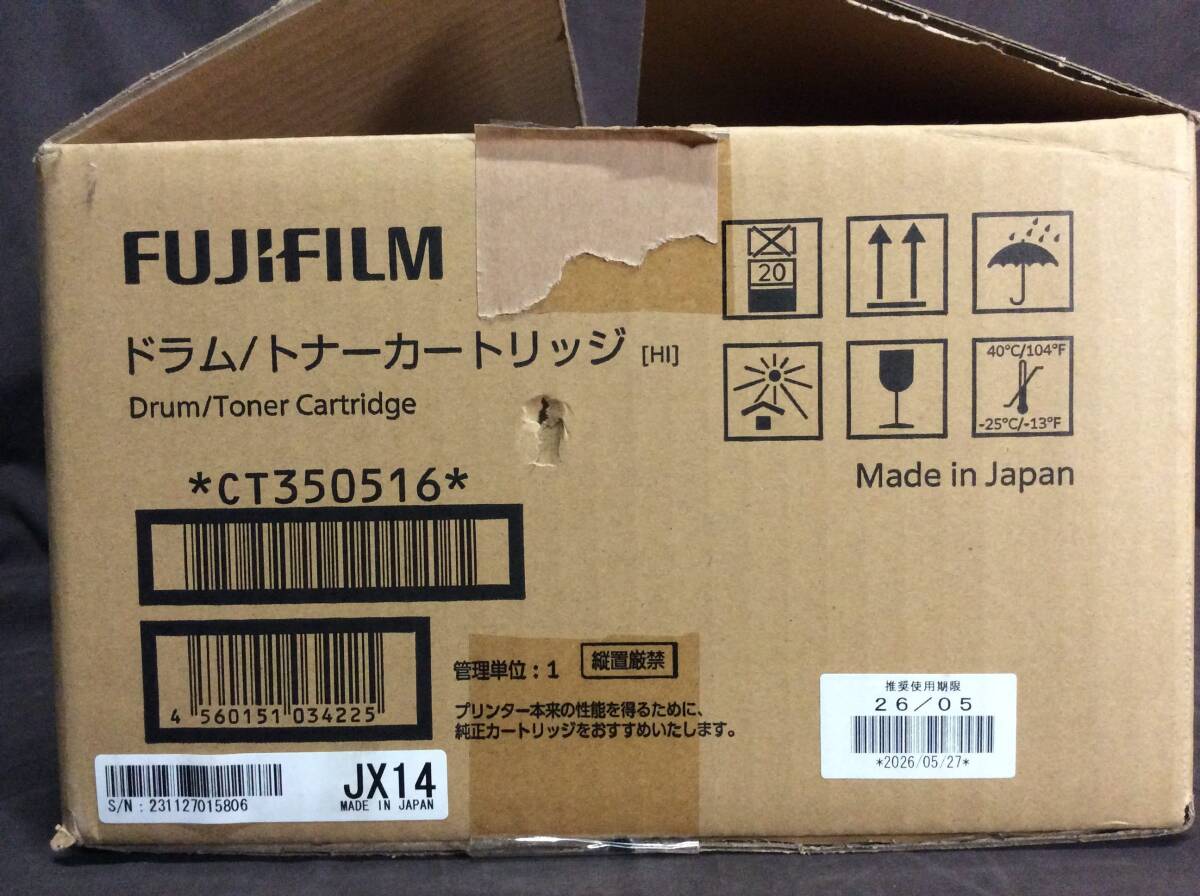 FUJIFILM
ドラム/トナーカートリッジ [HI]
Drum/Toner Cartridge
*CT350516*
20
40°C/104°F
-25°C/-13°F
Made in Japan
4 560151 034225
管理単位:1 縦置厳禁
プリンター本来の性能を得るために、
純正カートリッジをおすすめいたします。
推奨使用期限
26/05
*2026/05/27*
JX14
S/N : 231127015806
MADE IN JAPAN